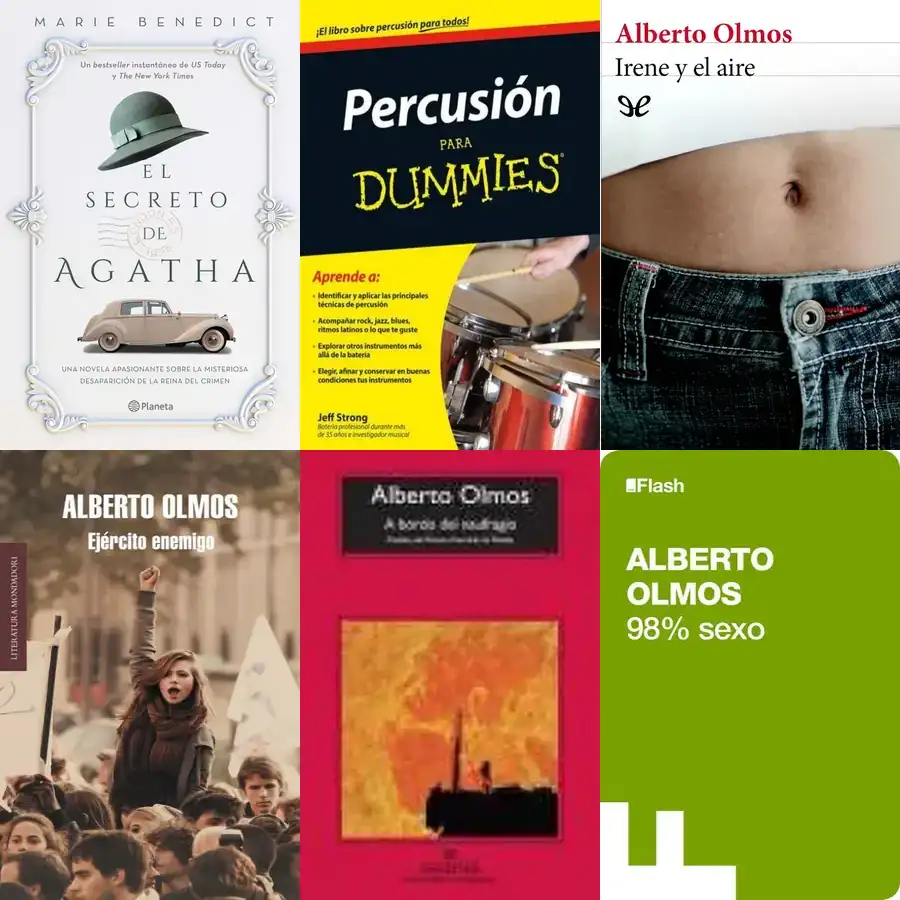 MARIE BENEDICT
Un bestseller instantáneo de US Today
y The New York Times
EL
SECRETO
DE
AGATHA
UNA NOVELA APASIONANTE SOBRE LA MISTERIOSA
DESAPARICIÓN DE LA REINA DEL CRIMEN
Planeta
¡El libro sobre percusión para todos!
Percusión
PARA
DUMMIES
Aprende a:
• Identificar y aplicar las principales
técnicas de percusión
• Acompañar rock, jazz, blues,
ritmos latinos o lo que te guste
• Explorar otros instrumentos más
allá de la batería
• Elegir, afinar y conservar en buenas
condiciones tus instrumentos
Jeff Strong
Batería profesional durante más
de 35 años e investigador musical
Alberto Olmos
Irene y el aire
ALBERTO OLMOS
Ejército enemigo
LITERATURA MONDADORI
Alberto Olmos
A bordo del naufragio
Flash
ALBERTO
OLMOS
98% sexo